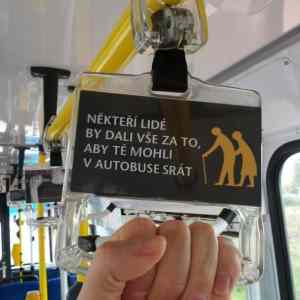 NĚKTEŘÍ LIDÉ
BY DALI VŠE ZA TO,
ABY TĚ MOHLI
V AUTOBUSE SRÁT